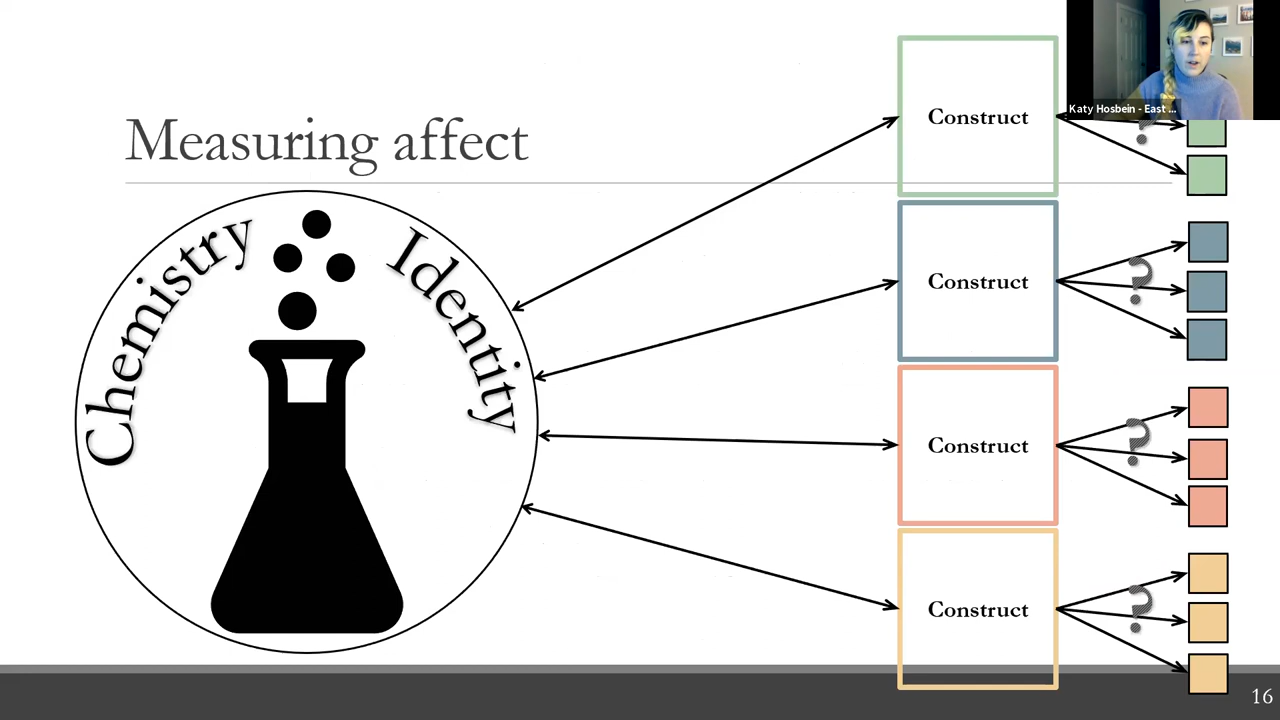 Katy Hosbein - East ...
Measuring affect
Chemistry Identity
Construct
?
Construct
?
Construct
?
Construct
?
16